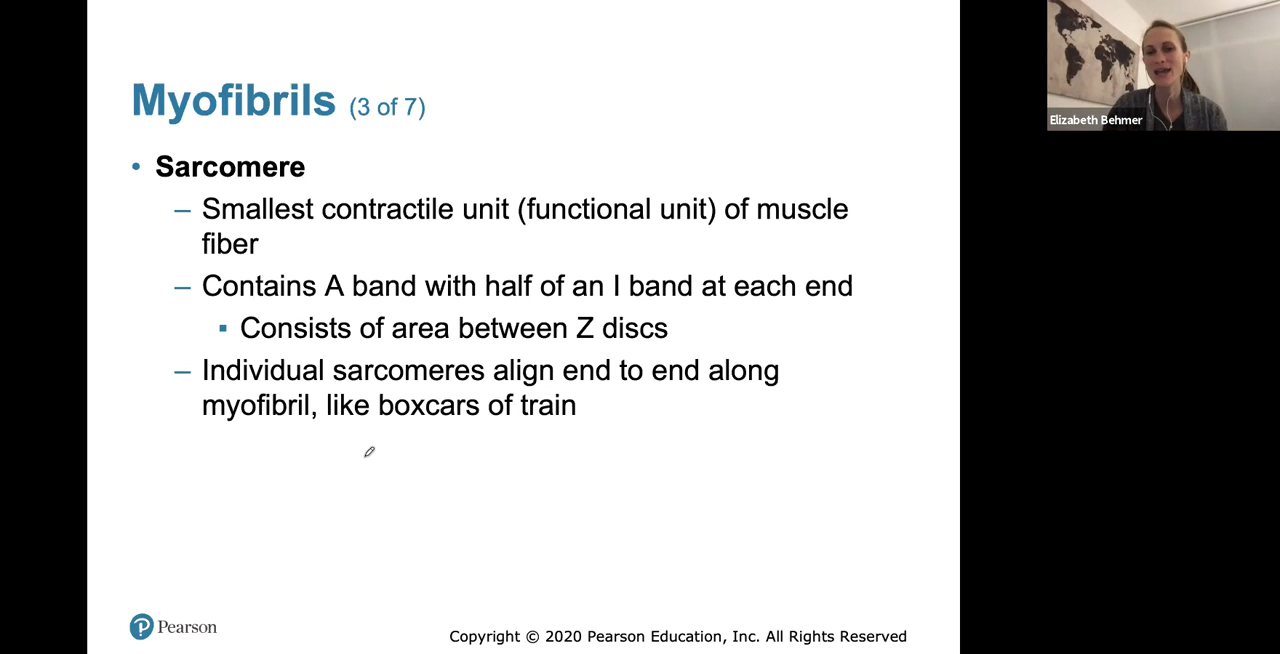 Myofibrils (3 of 7)
• Sarcomere
– Smallest contractile unit (functional unit) of muscle
fiber
– Contains A band with half of an I band at each end
▪ Consists of area between Z discs
– Individual sarcomeres align end to end along
myofibril, like boxcars of train
Pearson
Copyright © 2020 Pearson Education, Inc. All Rights Reserved
Elizabeth Behmer